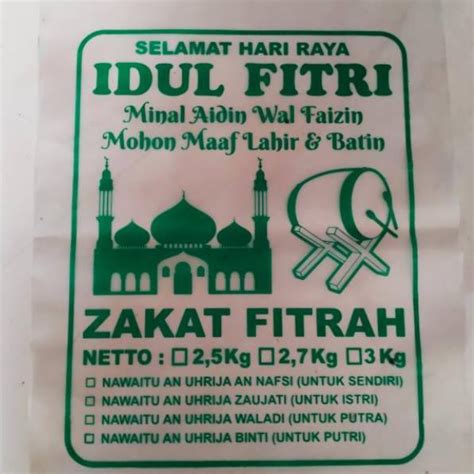 SELAMAT HARI RAYA
IDUL FITRI
Minal Aidin Wal Faizin
Mohon Maaf Lahir & Batin
ZAKAT FITRAH
NETTO : ☐ 2,5Kg ☐ 2,7Kg ☐ 3Kg
☐ NAWAITU AN UHRIJA AN NAFSI (UNTUK SENDIRI)
☐ NAWAITU AN UHRIJA ZAUJATI (UNTUK ISTRI)
☐ NAWAITU AN UHRIJA WALADI (UNTUK PUTRA)
☐ NAWAITU AN UHRIJA BINTI (UNTUK PUTRI)